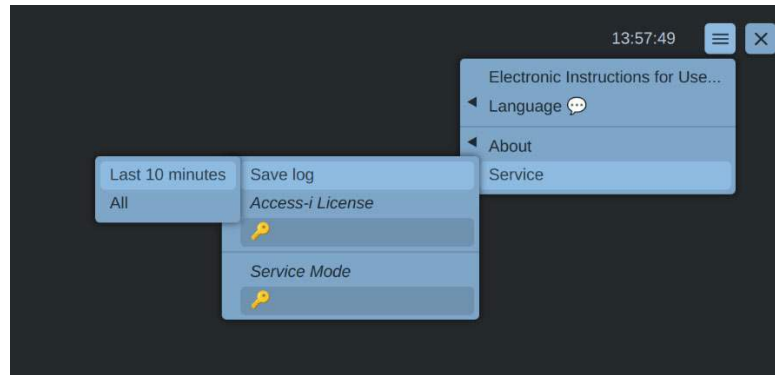 13:57:49
Electronic Instructions for Use...
Language
About
Service
Save log
Access-i License
Service Mode
Last 10 minutes
All